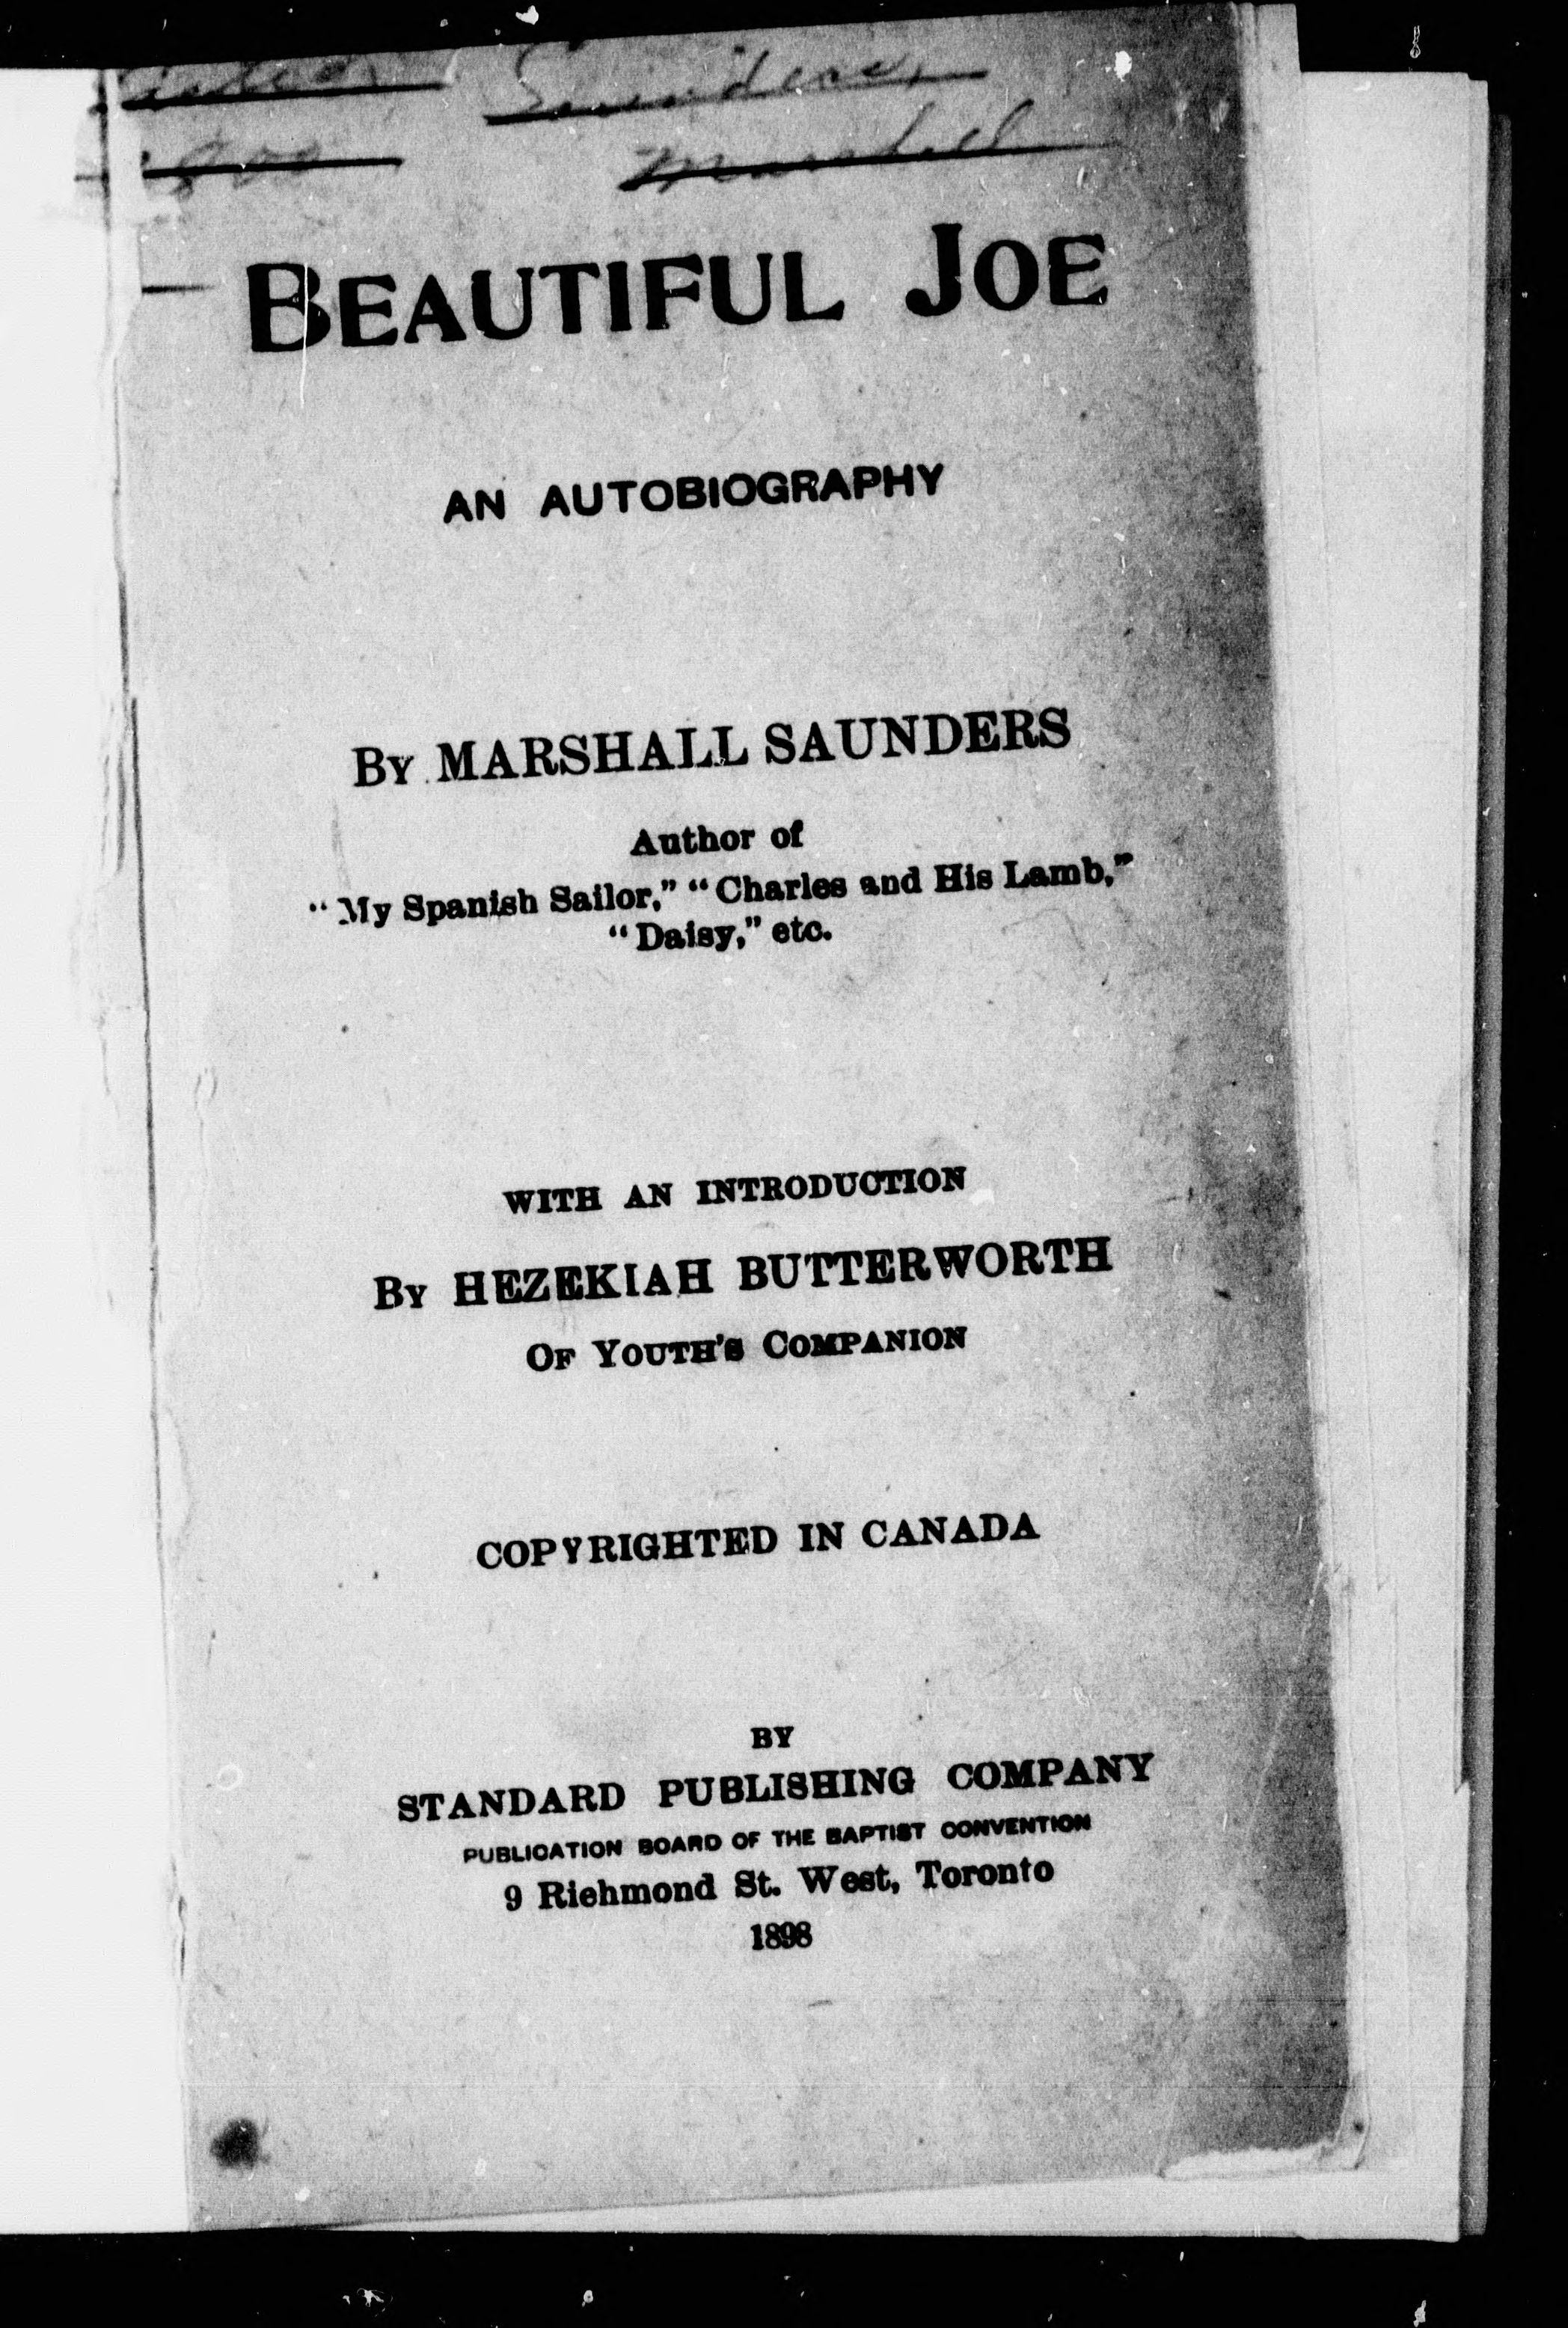 Saunders,
Marshall
BEAUTIFUL JOE
AN AUTOBIOGRAPHY
BY MARSHALL SAUNDERS
Author of
"My Spanish Sailor," "Charles and His Lamb,"
"Daisy," etc.
WITH AN INTRODUCTION
BY HEZEKIAH BUTTERWORTH
OF YOUTH'S COMPANION
COPYRIGHTED IN CANADA
BY
STANDARD PUBLISHING COMPANY
PUBLICATION BOARD OF THE BAPTIST CONVENTION
9 Richmond St. West, Toronto
1898